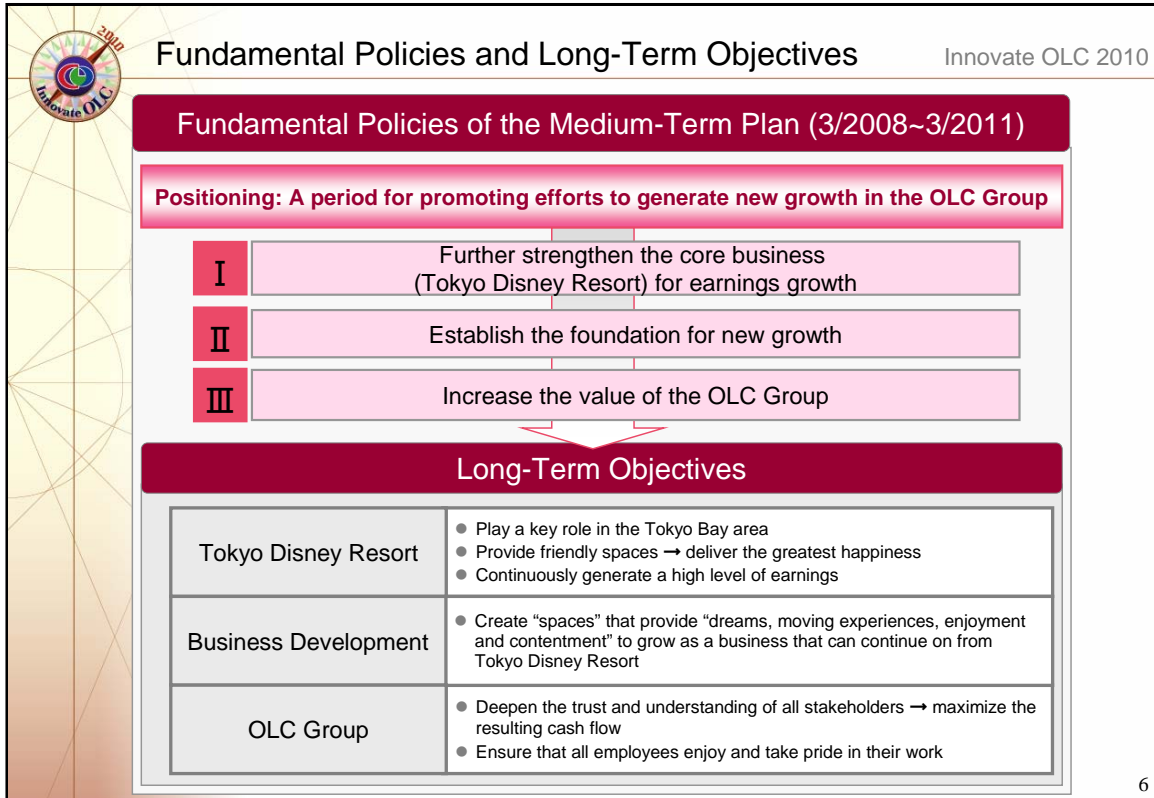 2010
Innovate OLC
Fundamental Policies and Long-Term Objectives
Innovate OLC 2010
Fundamental Policies of the Medium-Term Plan (3/2008~3/2011)
Positioning: A period for promoting efforts to generate new growth in the OLC Group
Ⅰ
Further strengthen the core business
(Tokyo Disney Resort) for earnings growth
Ⅱ
Establish the foundation for new growth
Ⅲ
Increase the value of the OLC Group
Long-Term Objectives
Tokyo Disney Resort
● Play a key role in the Tokyo Bay area
● Provide friendly spaces → deliver the greatest happiness
● Continuously generate a high level of earnings
Business Development
● Create “spaces” that provide “dreams, moving experiences, enjoyment
and contentment” to grow as a business that can continue on from
Tokyo Disney Resort
OLC Group
● Deepen the trust and understanding of all stakeholders → maximize the
resulting cash flow
● Ensure that all employees enjoy and take pride in their work
6